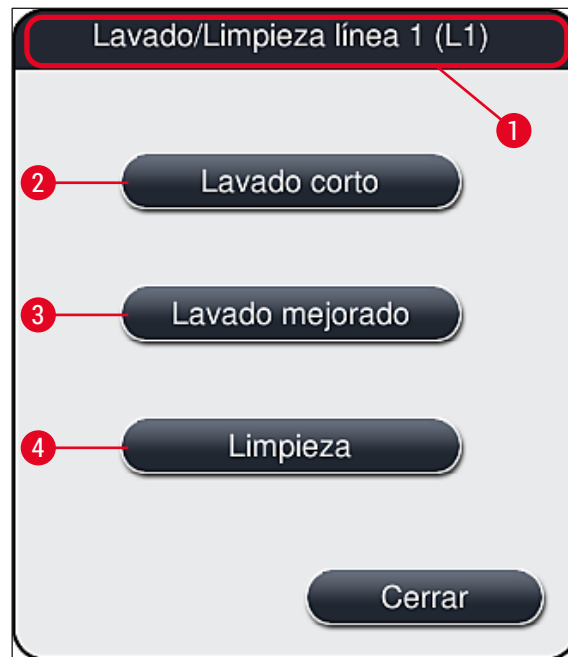 Lavado/Limpieza línea 1 (L1)
1
2
Lavado corto
3
Lavado mejorado
4
Limpieza
Cerrar